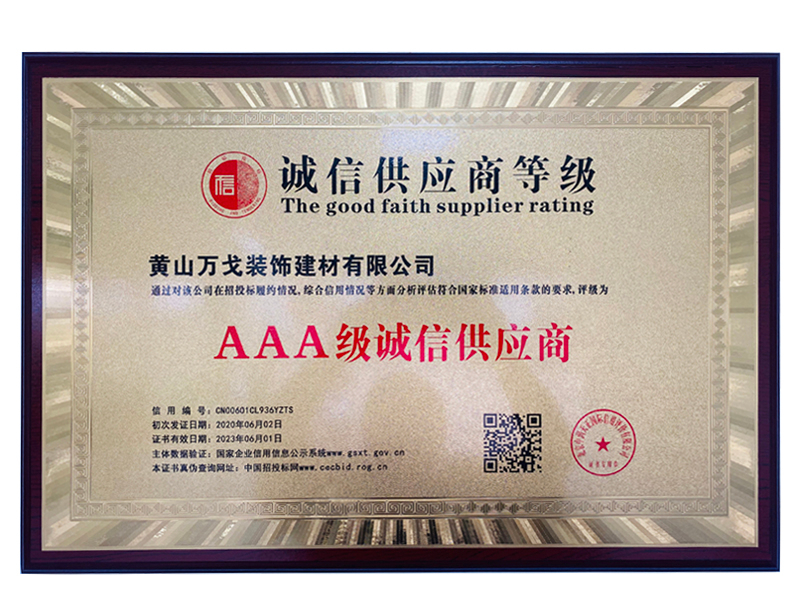 诚信供应商等级
The good faith supplier rating
黄山万戈装饰建材有限公司
通过对该公司在招投标履约情况,综合信用情况等方面分析评估符合国家标准适用条款的要求,评级为
AAA级诚信供应商
信 用 编 号: CN00601CL936YZTS
初次发证日期: 2020年06月02日
证书有效日期: 2023年06月01日
主体数据验证: 国家企业信用信息公示系统www.gsxt.gov.cn
本证书真伪查询网址: 中国招投标网www.cecbid.rog.cn
信